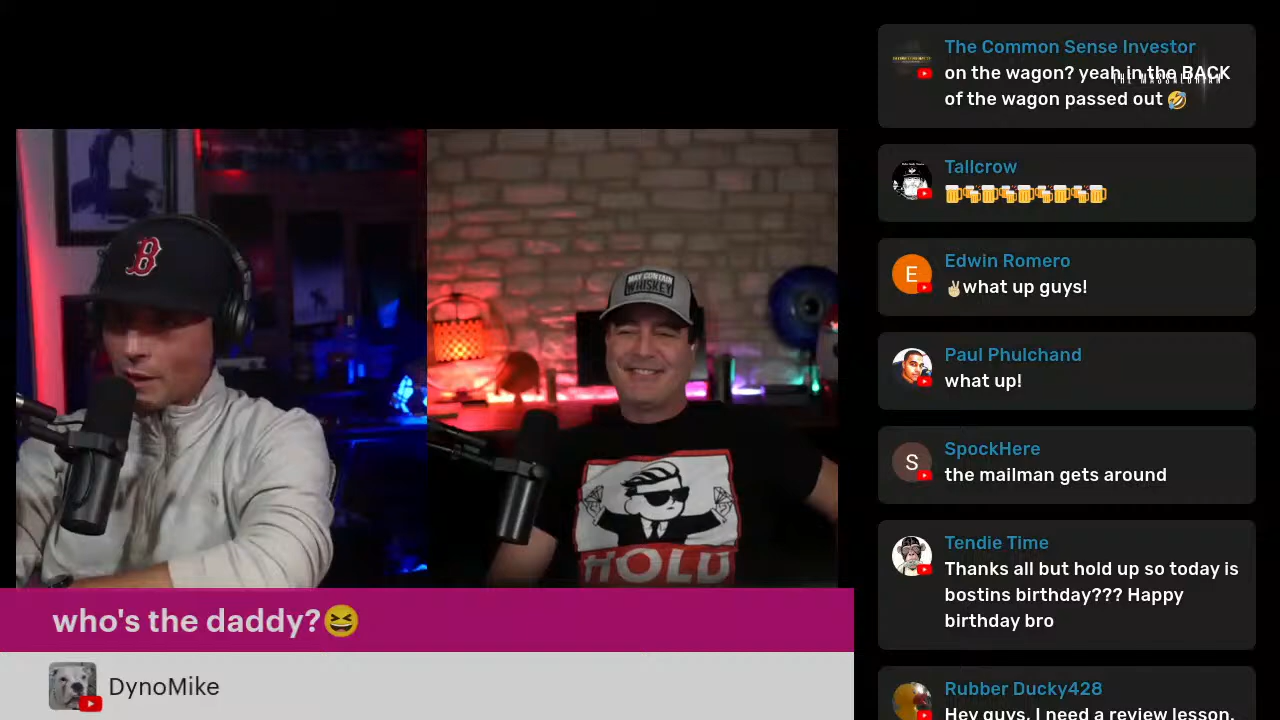 B
MAY CONTAIN
WHISKEY
HOLD
who's the daddy?😆
DynoMike
The Common Sense Investor
on the wagon? yeah in the BACK
of the wagon passed out 🤣
Tallcrow
🍺🍻🍺🍻🍺🍻🍺🍻🍺
Edwin Romero
E
✌🏼what up guys!
Paul Phulchand
what up!
SpockHere
S
the mailman gets around
Tendie Time
Thanks all but hold up so today is
bostins birthday??? Happy
birthday bro
Rubber Ducky428
Hey guys, I need a review lesson,